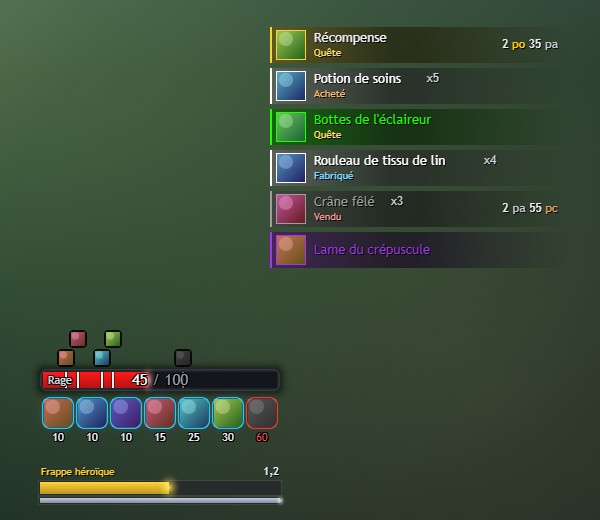 Récompense 2 po 35 pa
Quête
Potion de soins x5
Acheté
Bottes de l'éclaireur
Quête
Rouleau de tissu de lin x4
Fabriqué
Crâne fêlé x3 2 pa 55 pc
Vendu
Lame du crépuscule
Rage 45 / 100
10 10 10 15 25 30 60
Frappe héroïque 1,2